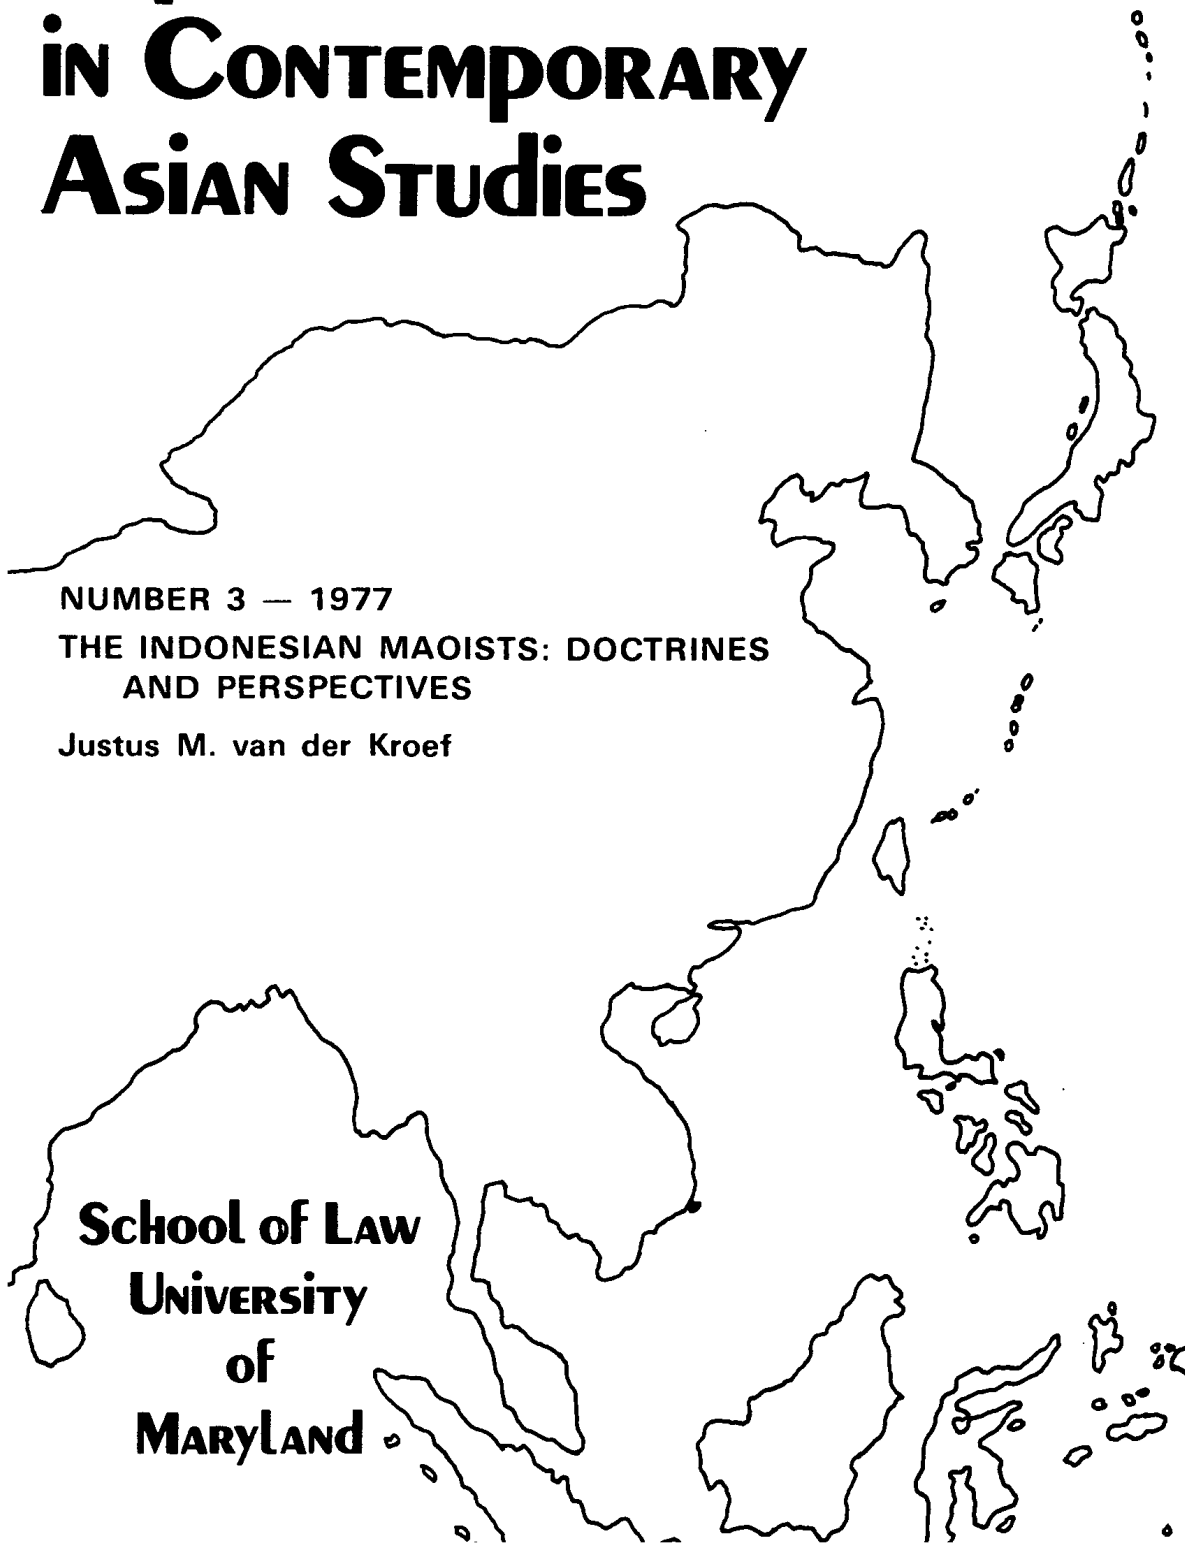 in Contemporary
Asian Studies
NUMBER 3 — 1977
THE INDONESIAN MAOISTS: DOCTRINES
AND PERSPECTIVES
Justus M. van der Kroef
School of Law
University
of
Maryland